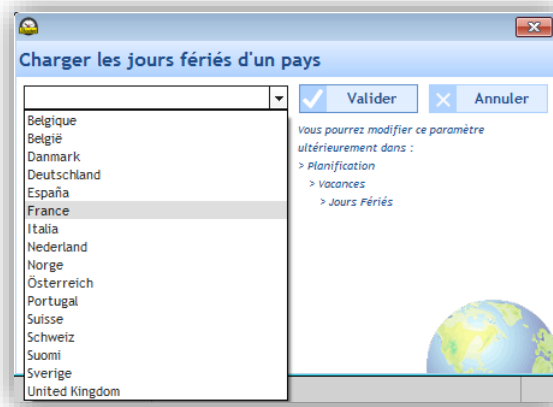 Charger les jours fériés d'un pays
Valider
Annuler
Belgique
België
Danmark
Deutschland
España
France
Italia
Nederland
Norge
Österreich
Portugal
Suisse
Schweiz
Suomi
Sverige
United Kingdom
Vous pourrez modifier ce paramètre
ultérieurement dans :
> Planification
> Vacances
> Jours Fériés